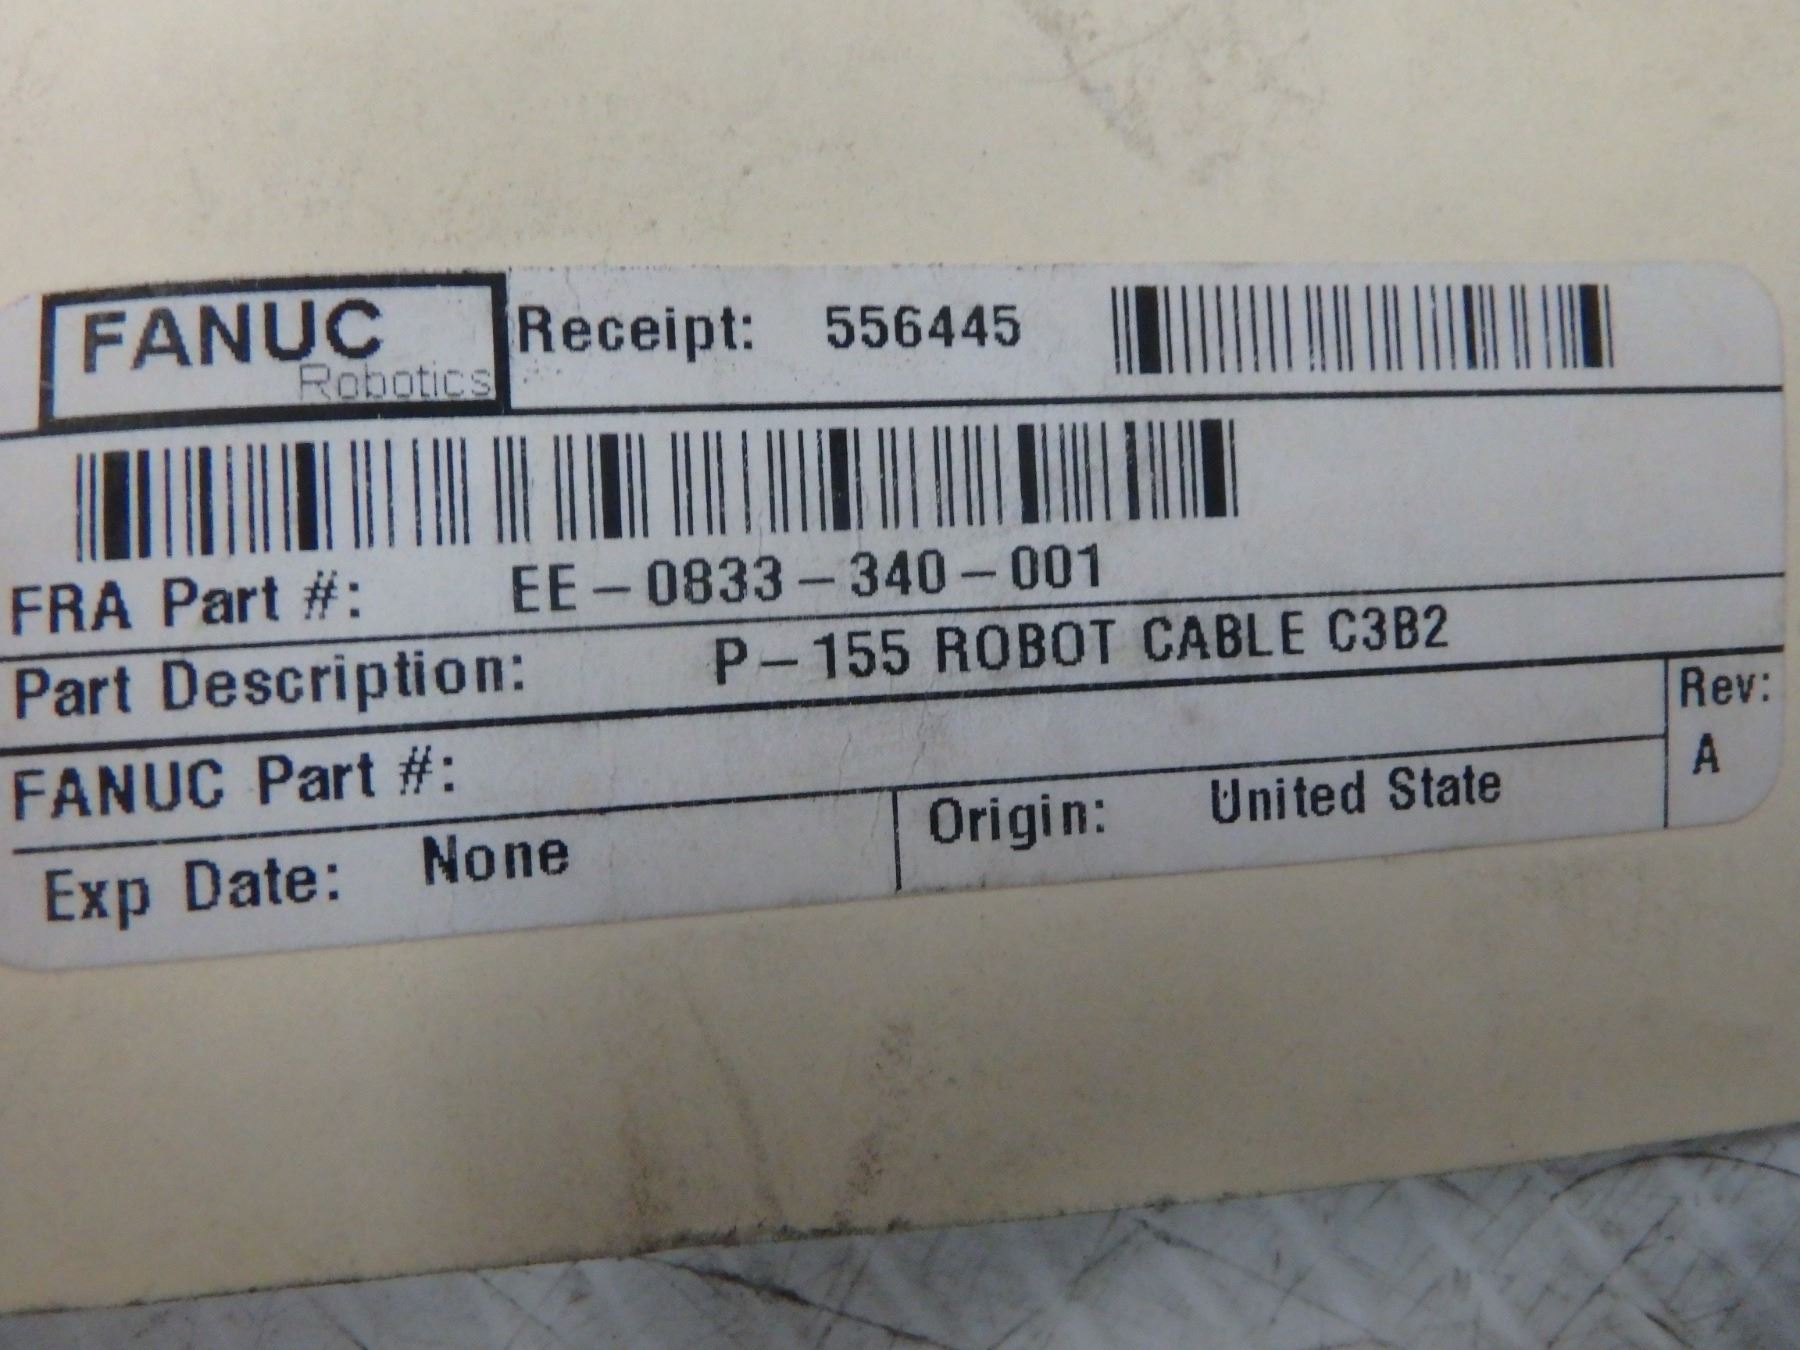 FANUC
Robotics
Receipt: 556445
FRA Part #: EE-0833-340-001
Part Description: P-155 ROBOT CABLE C3B2
FANUC Part #:
Rev:
A
Exp Date: None
Origin: United State